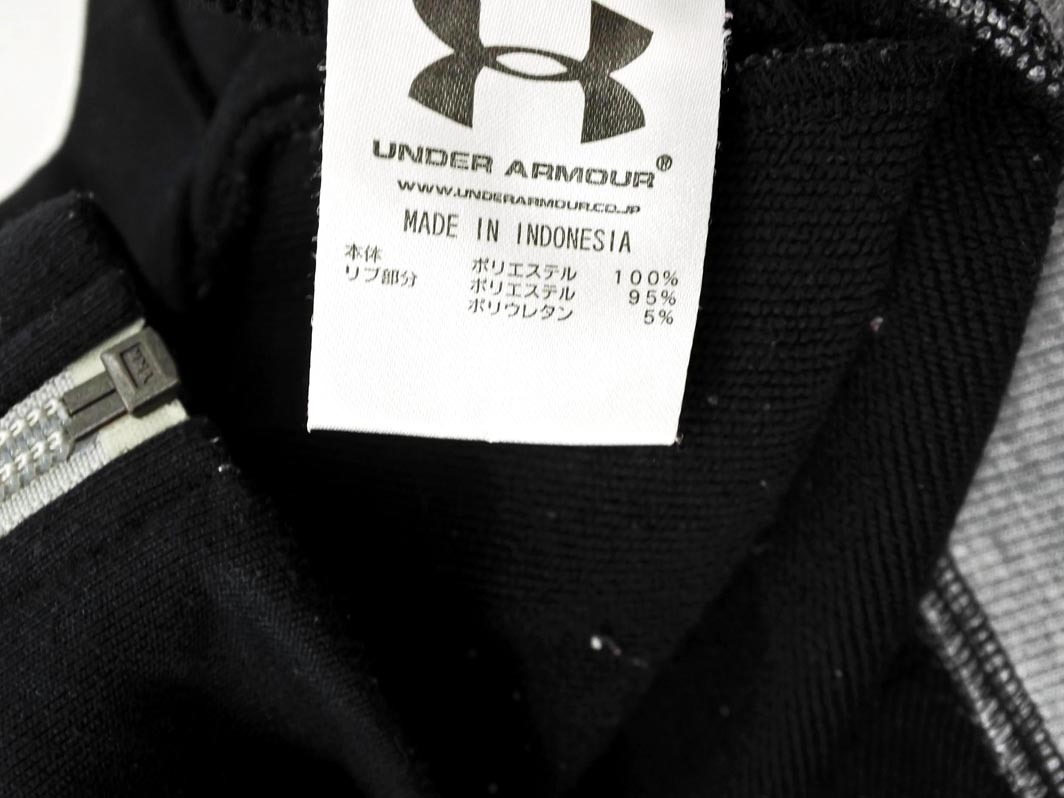 UNDER ARMOUR®
WWW.UNDERARMOUR.CO.JP
MADE IN INDONESIA
本体 ポリエステル 100%
リブ部分 ポリエステル 95%
ポリウレタン 5%